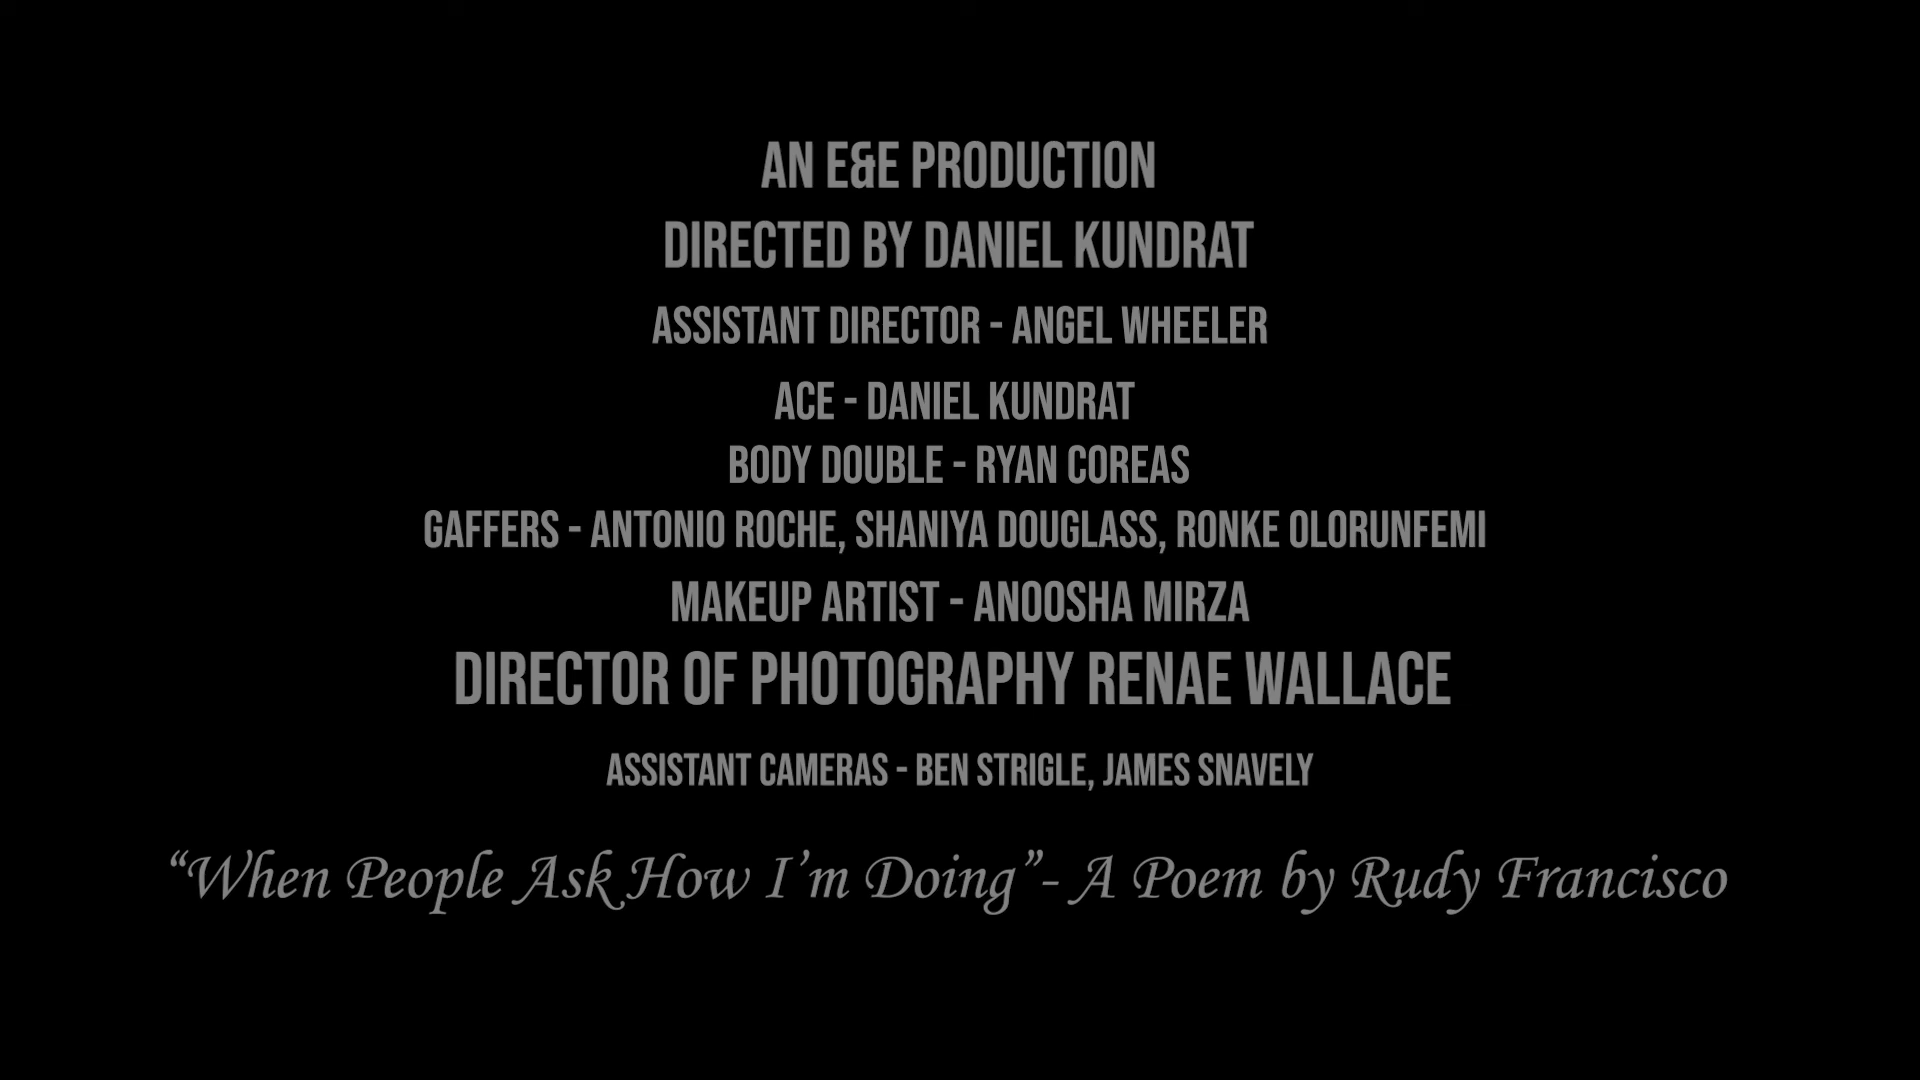 AN E&E PRODUCTION
DIRECTED BY DANIEL KUNDRAT
ASSISTANT DIRECTOR - ANGEL WHEELER
ACE - DANIEL KUNDRAT
BODY DOUBLE - RYAN COREAS
GAFFERS - ANTONIO ROCHE, SHANIYA DOUGLASS, RONKE OLORUNFEMI
MAKEUP ARTIST - ANOOSHA MIRZA
DIRECTOR OF PHOTOGRAPHY RENAE WALLACE
ASSISTANT CAMERAS - BEN STRIGLE, JAMES SNAVELY
“When People Ask How I’m Doing”- A Poem by Rudy Francisco